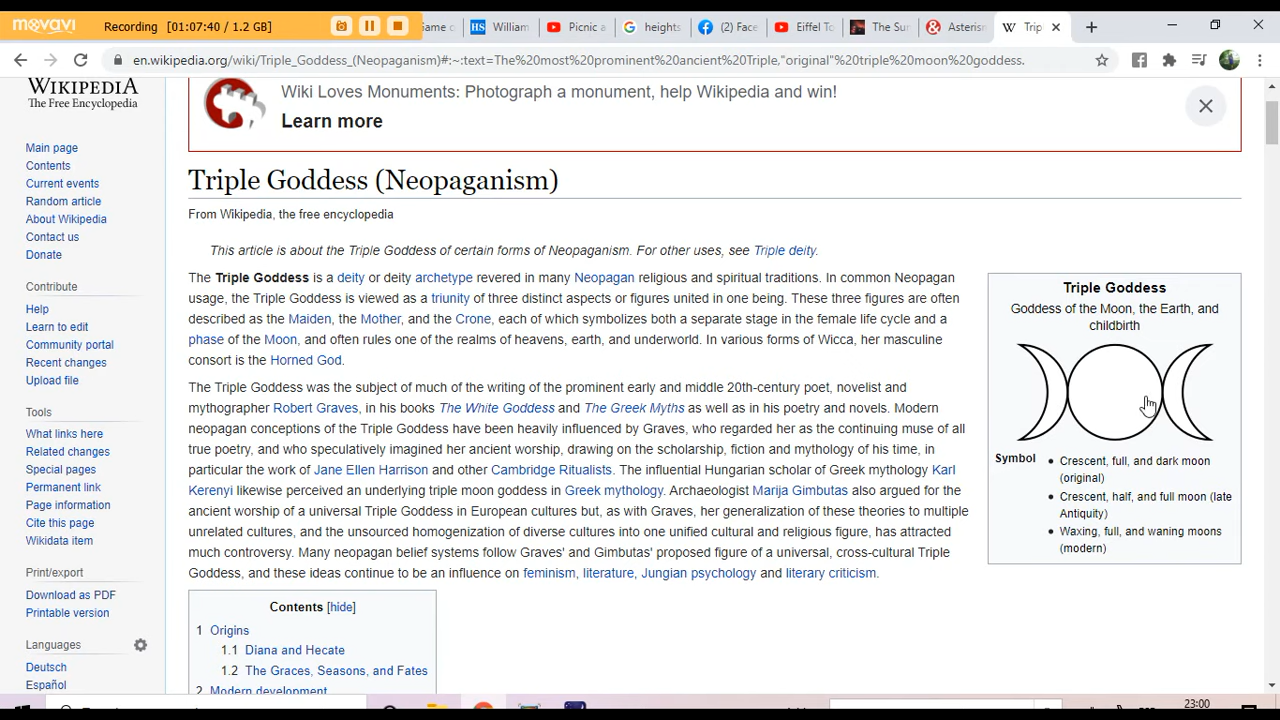 movavi
Recording (01:07:40 / 1.2 GB)
ame o
HS William
Picnic a
heights.
(2) Face
Eiffel To
The Sun
Asterism
Trip
en.wikipedia.org/wiki/Triple_Goddess_(Neopaganism)#:~:text=The%20most%20prominent%20ancient%20Triple."original"%20triple%20moon%20goddess.
WIKIPEDIA
The Free Encyclopedia
Main page
Contents
Current events
Random article
About Wikipedia
Contact us
Donate
Contribute
Help
Learn to edit
Community portal
Recent changes
Upload file
Tools
What links here
Related changes
Special pages
Permanent link
Page information
Cite this page
Wikidata item
Print/export
Download as PDF
Printable version
Languages
Deutsch
Español
Wiki Loves Monuments: Photograph a monument, help Wikipedia and win!
Learn more
Triple Goddess (Neopaganism)
From Wikipedia, the free encyclopedia
This article is about the Triple Goddess of certain forms of Neopaganism. For other uses, see Triple deity.
The Triple Goddess is a deity or deity archetype revered in many Neopagan religious and spiritual traditions. In common Neopagan
usage, the Triple Goddess is viewed as a triunity of three distinct aspects or figures united in one being. These three figures are often
described as the Maiden, the Mother, and the Crone, each of which symbolizes both a separate stage in the female life cycle and a
phase of the Moon, and often rules one of the realms of heavens, earth, and underworld. In various forms of Wicca, her masculine
consort is the Horned God.
The Triple Goddess was the subject of much of the writing of the prominent early and middle 20th-century poet, novelist and
mythographer Robert Graves, in his books The White Goddess and The Greek Myths as well as in his poetry and novels. Modern
neopagan conceptions of the Triple Goddess have been heavily influenced by Graves, who regarded her as the continuing muse of all
true poetry, and who speculatively imagined her ancient worship, drawing on the scholarship, fiction and mythology of his time, in
particular the work of Jane Ellen Harrison and other Cambridge Ritualists. The influential Hungarian scholar of Greek mythology Karl
Kerenyi likewise perceived an underlying triple moon goddess in Greek mythology. Archaeologist Marija Gimbutas also argued for the
ancient worship of a universal Triple Goddess in European cultures but, as with Graves, her generalization of these theories to multiple
unrelated cultures, and the unsourced homogenization of diverse cultures into one unified cultural and religious figure, has attracted
much controversy. Many neopagan belief systems follow Graves' and Gimbutas' proposed figure of a universal, cross-cultural Triple
Goddess, and these ideas continue to be an influence on feminism, literature, Jungian psychology and literary criticism.
Triple Goddess
Goddess of the Moon, the Earth, and
childbirth
Symbol
• Crescent, full, and dark moon
(original)
• Crescent, half, and full moon (late
Antiquity)
• Waxing, full, and waning moons
(modern)
Contents [hide]
1 Origins
1.1 Diana and Hecate
1.2 The Graces, Seasons, and Fates
2 Modern development
23:00